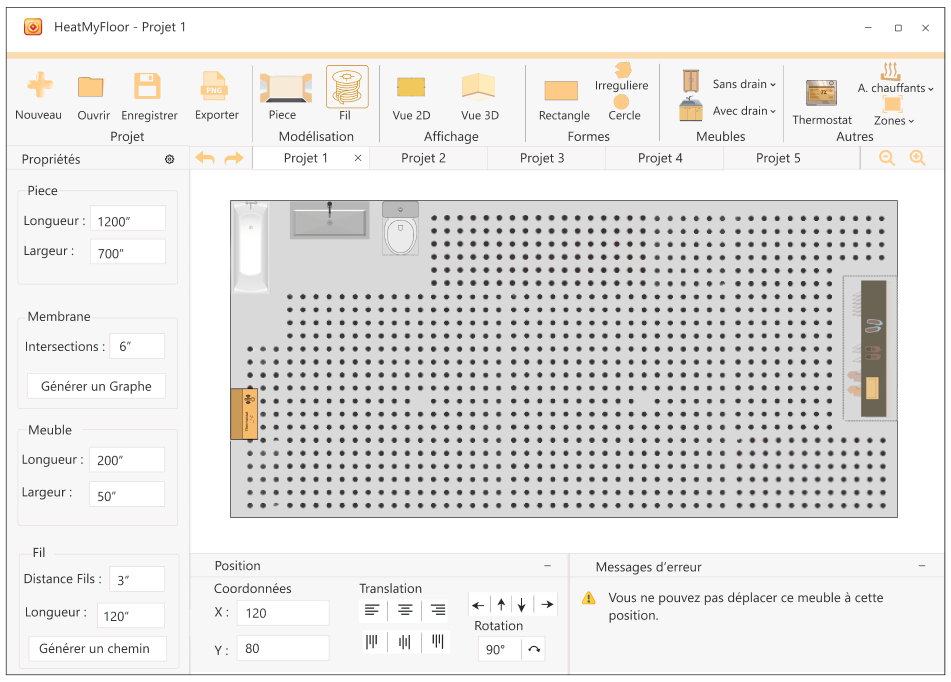 HeatMyFloor - Projet 1
Nouveau
Ouvrir
Enregistrer
PNG
Exporter
Projet
Piece
Fil
Modélisation
Vue 2D
Vue 3D
Affichage
Rectangle
Irreguliere
Cercle
Formes
Sans drain
Avec drain
Meubles
Thermostat
A. chauffants
Zones
Autres
Propriétés
Projet 1
Projet 2
Projet 3
Projet 4
Projet 5
Piece
Longueur : 1200”
Largeur : 700”
Membrane
Intersections : 6”
Générer un Graphe
Meuble
Longueur : 200”
Largeur : 50”
Fil
Distance Fils : 3”
Longueur : 120”
Générer un chemin
Thermostat
Position
Coordonnées
X : 120
Y : 80
Translation
Rotation
90°
Messages d’erreur
Vous ne pouvez pas déplacer ce meuble à cette
position.